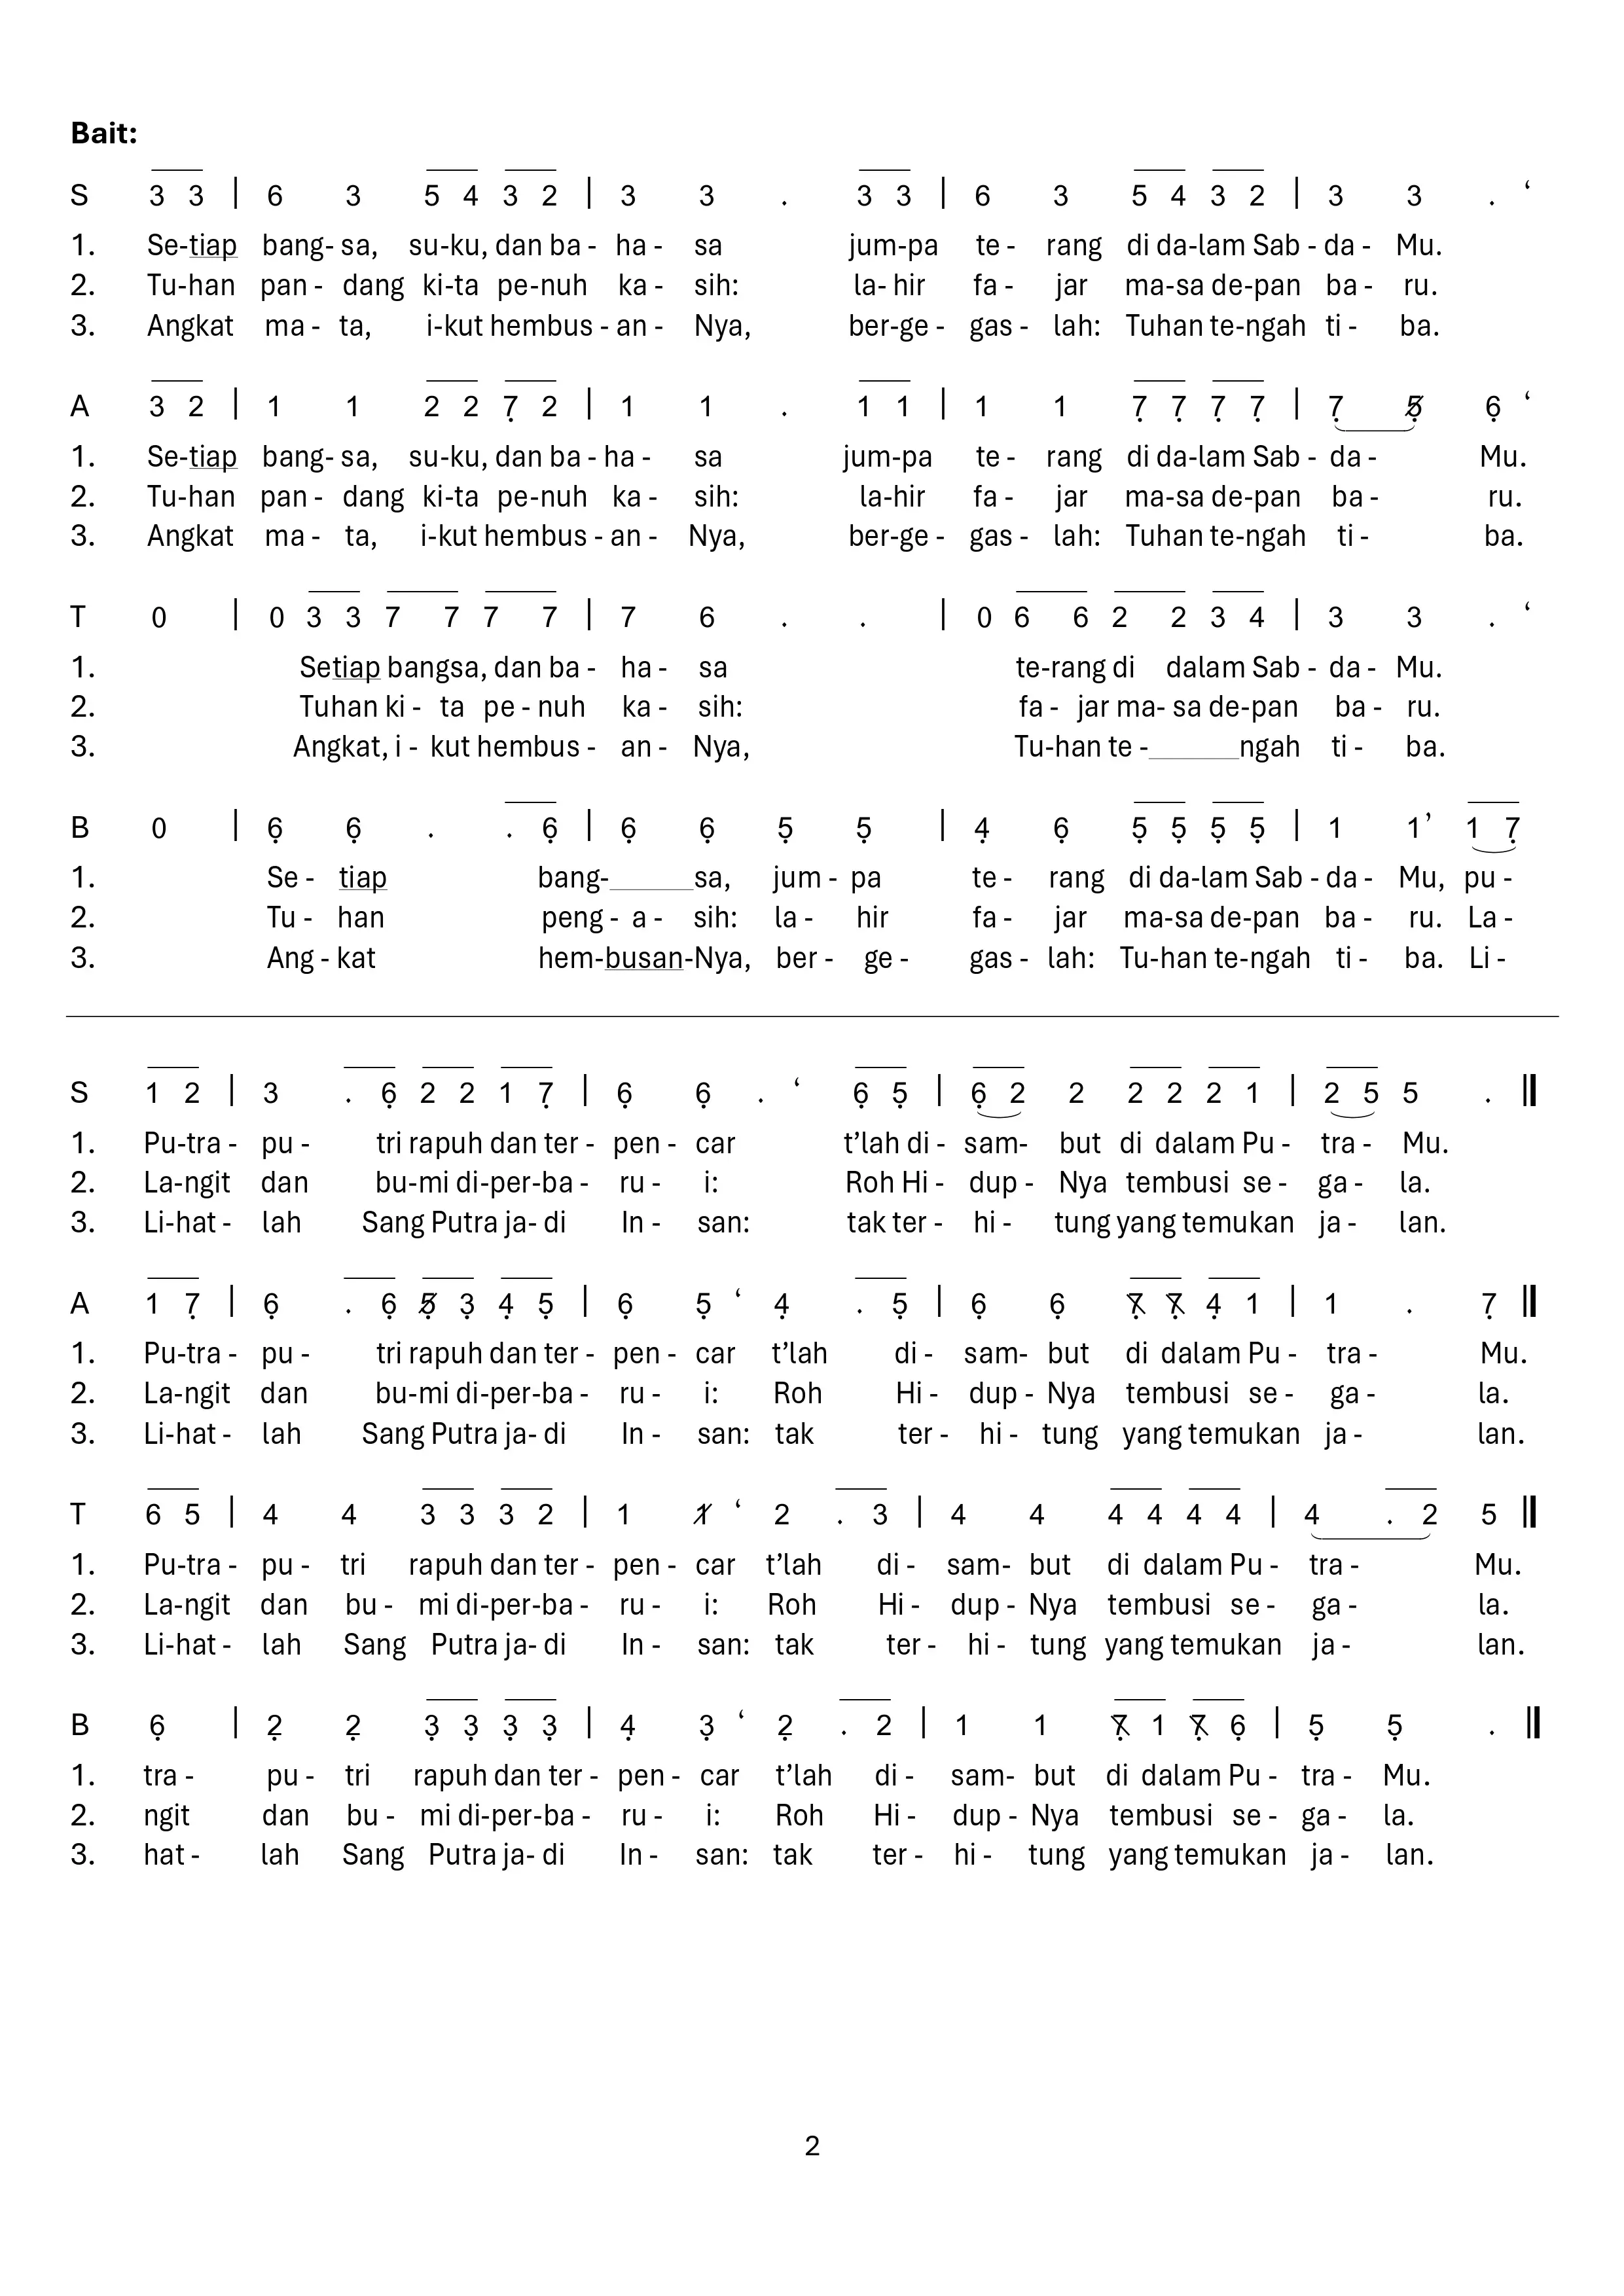 Bait:
S 3 3 | 6 3 5 4 3 2 | 3 3 . 3 3 | 6 3 5 4 3 2 | 3 3 . ‘
1. Se-tiap bang- sa, su-ku, dan ba - ha - sa jum-pa te - rang di da-lam Sab - da - Mu.
2. Tu-han pan - dang ki-ta pe-nuh ka - sih: la- hir fa - jar ma-sa de-pan ba - ru.
3. Angkat ma - ta, i-kut hembus - an - Nya, ber-ge - gas - lah: Tuhan te-ngah ti - ba.
A 3 2 | 1 1 2 2 7̣ 2 | 1 1 . 1 1 | 1 1 7̣ 7̣ 7̣ 7̣ | 7̣ 5̸̣ 6̣ ‘
1. Se-tiap bang- sa, su-ku, dan ba - ha - sa jum-pa te - rang di da-lam Sab - da - Mu.
2. Tu-han pan - dang ki-ta pe-nuh ka - sih: la-hir fa - jar ma-sa de-pan ba - ru.
3. Angkat ma - ta, i-kut hembus - an - Nya, ber-ge - gas - lah: Tuhan te-ngah ti - ba.
T 0 | 0 3 3 7 7 7 7 | 7 6 . . | 0 6 6 2 2 3 4 | 3 3 . ‘
1. Setiap bangsa, dan ba - ha - sa te-rang di dalam Sab - da - Mu.
2. Tuhan ki - ta pe - nuh ka - sih: fa - jar ma- sa de-pan ba - ru.
3. Angkat, i - kut hembus - an - Nya, Tu-han te -______ngah ti - ba.
B 0 | 6̣ 6̣ . . 6̣ | 6̣ 6̣ 5̣ 5̣ | 4̣ 6̣ 5̣ 5̣ 5̣ 5̣ | 1 1 ’ 1 7̣
1. Se - tiap bang-______sa, jum - pa te - rang di da-lam Sab - da - Mu, pu -
2. Tu - han peng - a - sih: la - hir fa - jar ma-sa de-pan ba - ru. La -
3. Ang - kat hem-busan-Nya, ber - ge - gas - lah: Tu-han te-ngah ti - ba. Li -
S 1 2 | 3 . 6̣ 2 2 1 7̣ | 6̣ 6̣ . ‘ 6̣ 5̣ | 6̣ 2 2 2 2 2 1 | 2 5 5 . ‖
1. Pu-tra - pu - tri rapuh dan ter - pen - car t’lah di - sam- but di dalam Pu - tra - Mu.
2. La-ngit dan bu-mi di-per-ba - ru - i: Roh Hi - dup - Nya tembusi se - ga - la.
3. Li-hat - lah Sang Putra ja- di In - san: tak ter - hi - tung yang temukan ja - lan.
A 1 7̣ | 6̣ . 6̣ 5̸̣ 3̣ 4̣ 5̣ | 6̣ 5̣ ‘ 4̣ . 5̣ | 6̣ 6̣ 7̸̣ 7̸̣ 4̣ 1 | 1 . 7̣ ‖
1. Pu-tra - pu - tri rapuh dan ter - pen - car t’lah di - sam- but di dalam Pu - tra - Mu.
2. La-ngit dan bu-mi di-per-ba - ru - i: Roh Hi - dup - Nya tembusi se - ga - la.
3. Li-hat - lah Sang Putra ja- di In - san: tak ter - hi - tung yang temukan ja - lan.
T 6 5 | 4 4 3 3 3 2 | 1 1̸ ‘ 2 . 3 | 4 4 4 4 4 4 | 4 . 2 5 ‖
1. Pu-tra - pu - tri rapuh dan ter - pen - car t’lah di - sam- but di dalam Pu - tra - Mu.
2. La-ngit dan bu - mi di-per-ba - ru - i: Roh Hi - dup - Nya tembusi se - ga - la.
3. Li-hat - lah Sang Putra ja- di In - san: tak ter - hi - tung yang temukan ja - lan.
B 6̣ | 2̣ 2̣ 3̣ 3̣ 3̣ 3̣ | 4̣ 3̣ ‘ 2̣ . 2 | 1 1 7̸̣ 1 7̸̣ 6̣ | 5̣ 5̣ . ‖
1. tra - pu - tri rapuh dan ter - pen - car t’lah di - sam- but di dalam Pu - tra - Mu.
2. ngit dan bu - mi di-per-ba - ru - i: Roh Hi - dup - Nya tembusi se - ga - la.
3. hat - lah Sang Putra ja- di In - san: tak ter - hi - tung yang temukan ja - lan.
2